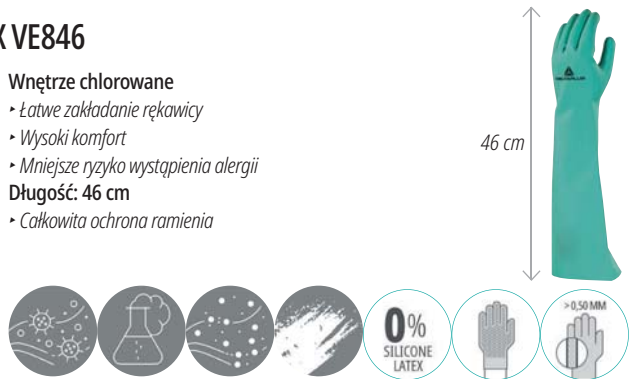 X VE846
Wnętrze chlorowane
‣ Łatwe zakładanie rękawicy
‣ Wysoki komfort
‣ Mniejsze ryzyko wystąpienia alergii
Długość: 46 cm
‣ Całkowita ochrona ramienia
46 cm
DELTAPLUS
0%
SILICONE
LATEX
>0,50 MM